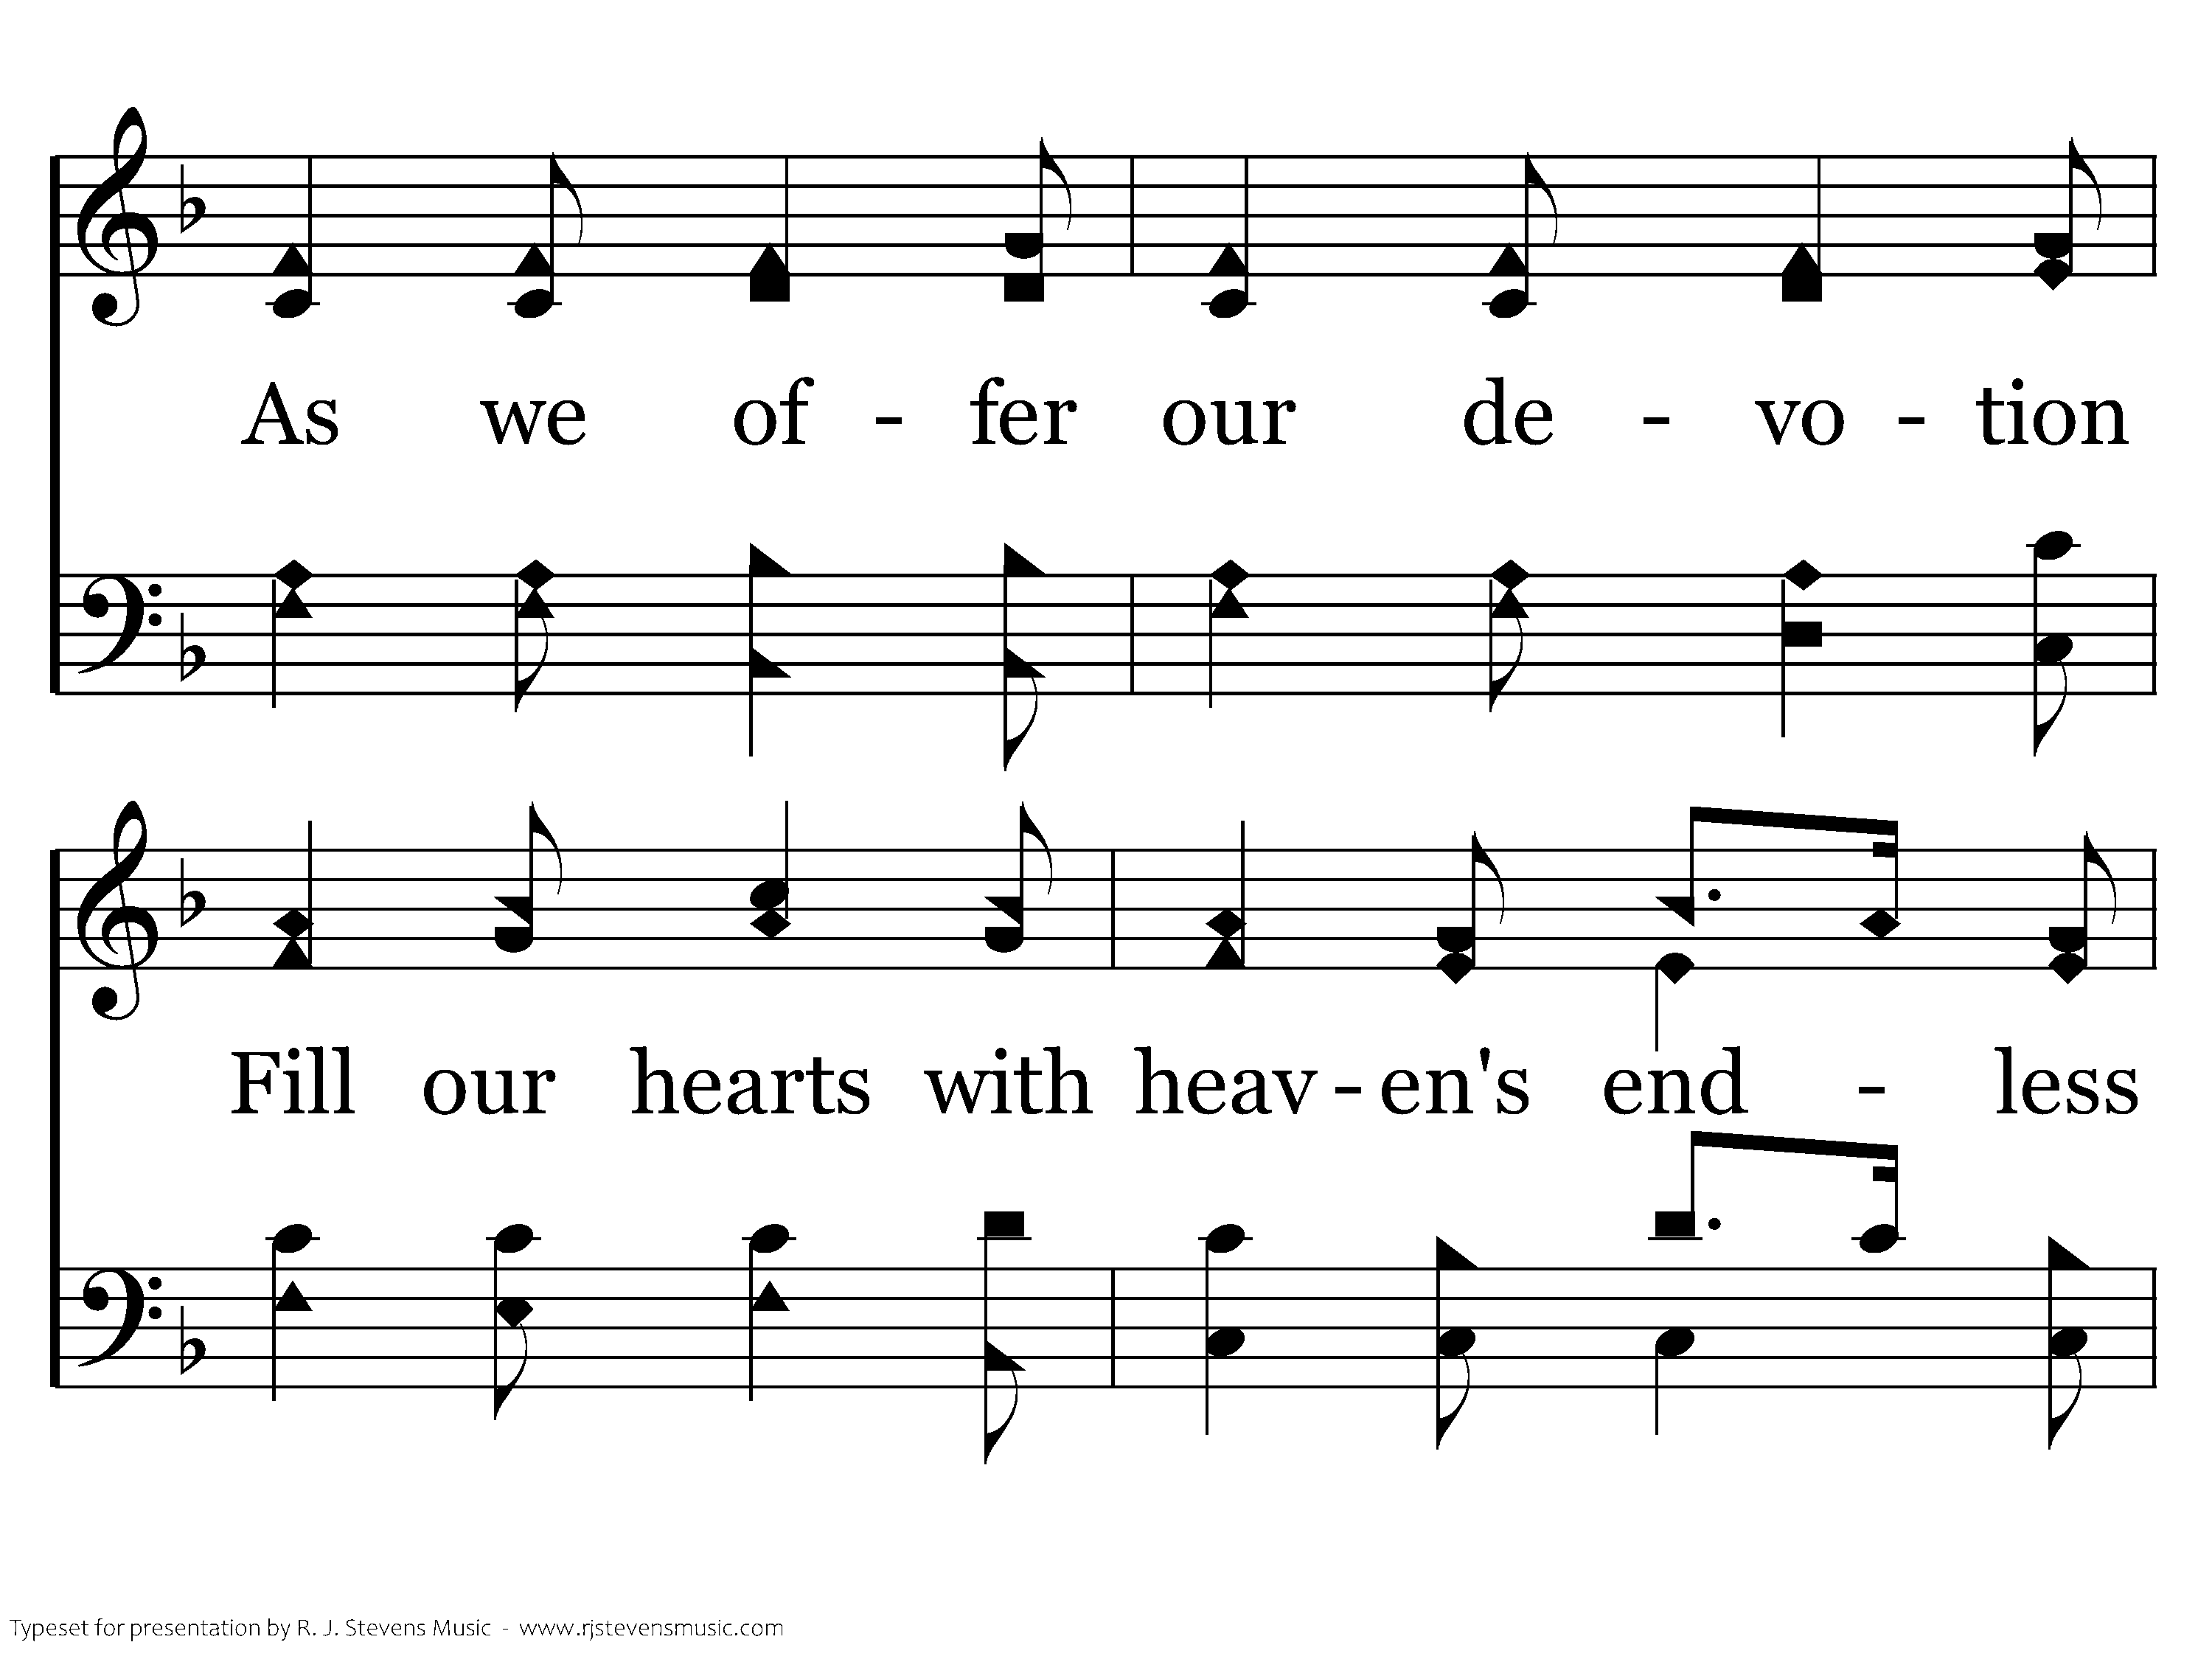 As we of - fer our de - vo - tion
Fill our hearts with heav - en's end - less
Typeset for presentation by R. J. Stevens Music - www.rjstevensmusic.com